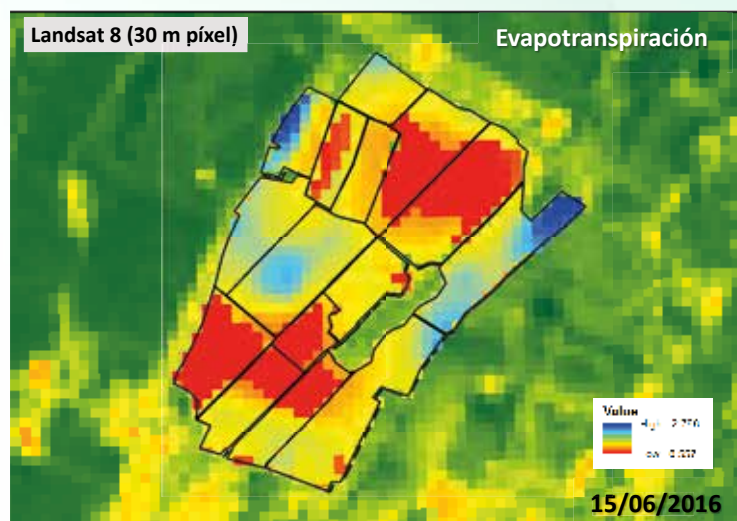 Landsat 8 (30 m píxel)
Evapotranspiración
Value
15/06/2016